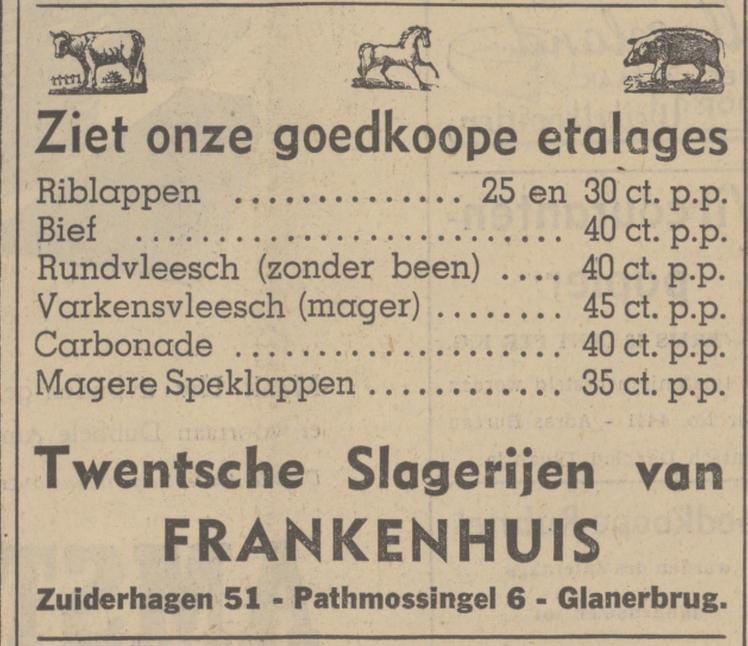 Ziet onze goedkoope etalages
Riblappen .............. 25 en 30 ct. p.p.
Bief .......................... 40 ct. p.p.
Rundvleesch (zonder been) .... 40 ct. p.p.
Varkensvleesch (mager) ........ 45 ct. p.p.
Carbonade .................... 40 ct. p.p.
Magere Speklappen ............ 35 ct. p.p.
Twentsche Slagerijen van
FRANKENHUIS
Zuiderhagen 51 - Pathmossingel 6 - Glanerbrug.